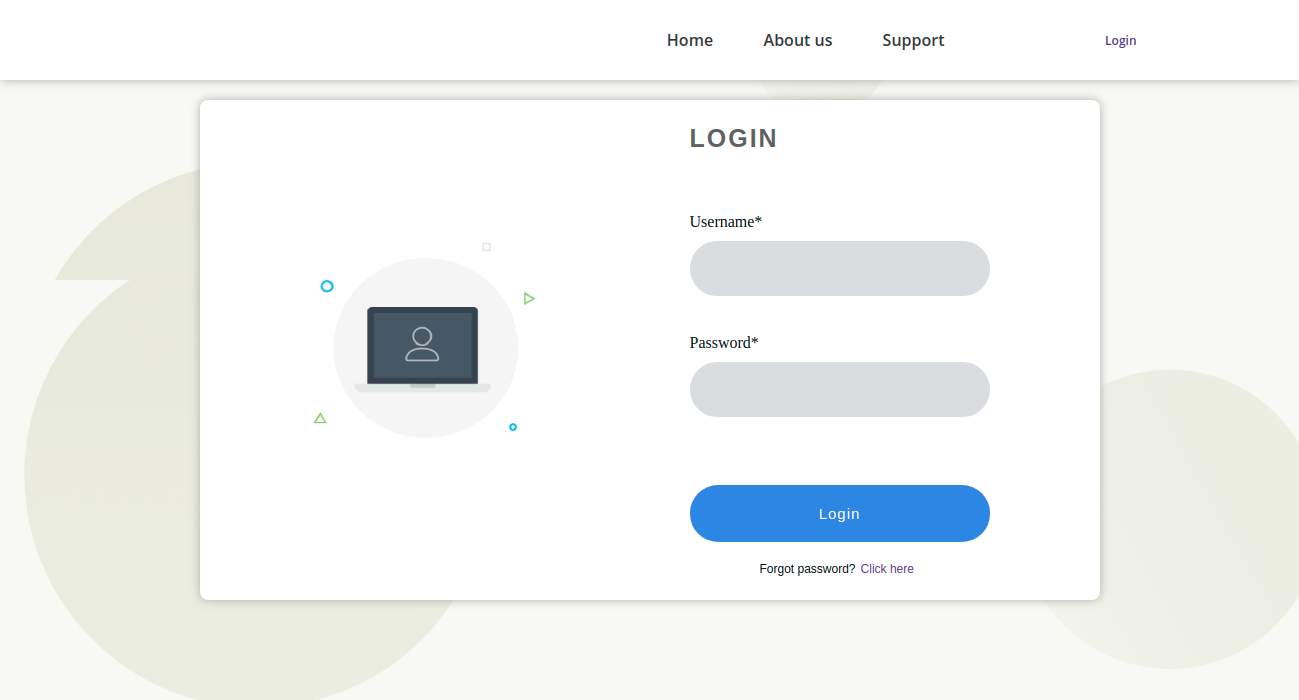 Home About us Support Login
LOGIN
Username*
Password*
Login
Forgot password? Click here